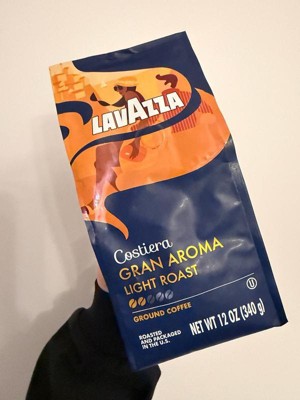 LAVAZZA
Costiera
GRAN AROMA
LIGHT ROAST
GROUND COFFEE
ROASTED
AND PACKAGED
IN THE U.S.
U
NET WT 12 OZ (340 g)